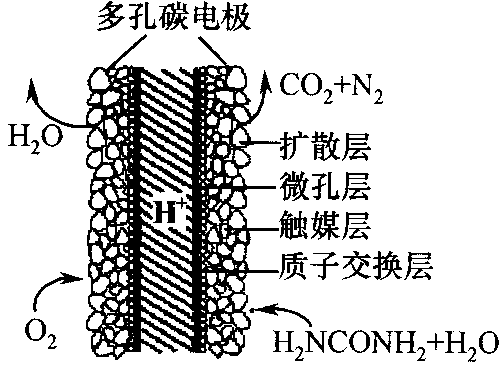 多孔碳电极
H₂O
CO₂+N₂
扩散层
微孔层
H⁺
触媒层
质子交换层
O₂
H₂NCONH₂+H₂O